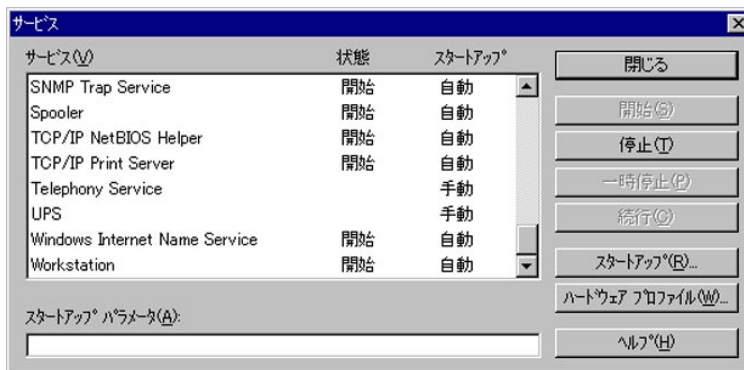 サービス
サービス(V) 状態 スタートアップ
SNMP Trap Service 開始 自動
Spooler 開始 自動
TCP/IP NetBIOS Helper 開始 自動
TCP/IP Print Server 開始 自動
Telephony Service 手動
UPS 手動
Windows Internet Name Service 開始 自動
Workstation 開始 自動
スタートアップ パラメータ(A):
閉じる
開始(S)
停止(T)
一時停止(P)
続行(C)
スタートアップ(R)...
ハードウェア プロファイル(W)...
ヘルプ(H)